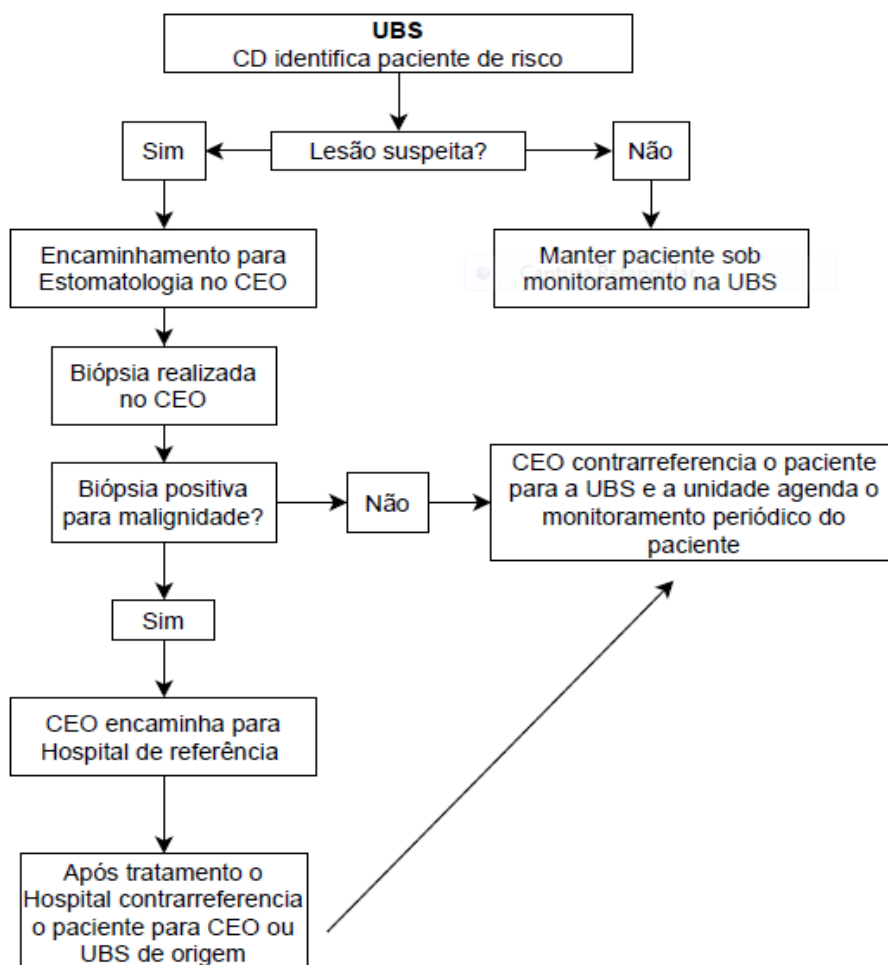 UBS
CD identifica paciente de risco
Sim
Lesão suspeita?
Não
Encaminhamento para
Estomatologia no CEO
Manter paciente sob
monitoramento na UBS
Captura Retangular
Biópsia realizada
no CEO
Biópsia positiva
para malignidade?
Não
CEO contrarreferencia o paciente
para a UBS e a unidade agenda o
monitoramento periódico do
paciente
Sim
CEO encaminha para
Hospital de referência
Após tratamento o
Hospital contrarreferencia
o paciente para CEO ou
UBS de origem